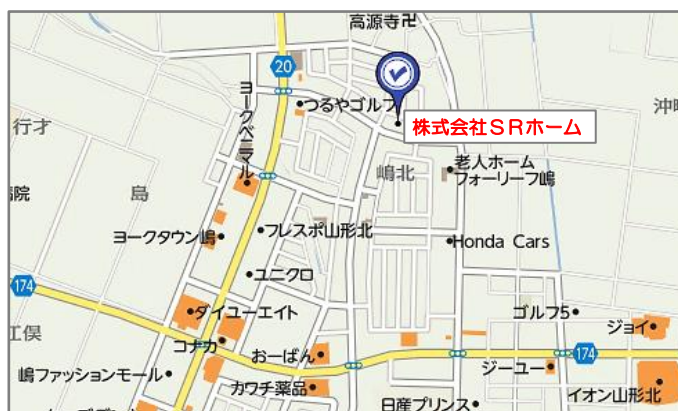 高源寺卍
20
つるやゴルフ
ヨークベニマル
株式会社SRホーム
沖町
行才
老人ホーム
フォーリーフ嶋
嶋北
病院
島
ヨークタウン嶋
フレスポ山形北
Honda Cars
ユニクロ
174
ダイユーエイト
ゴルフ5
ジョイ
江俣
コナカ
おーばん
174
ジーユー
嶋ファッションモール
カワチ薬品
日産プリンス
イオン山形北